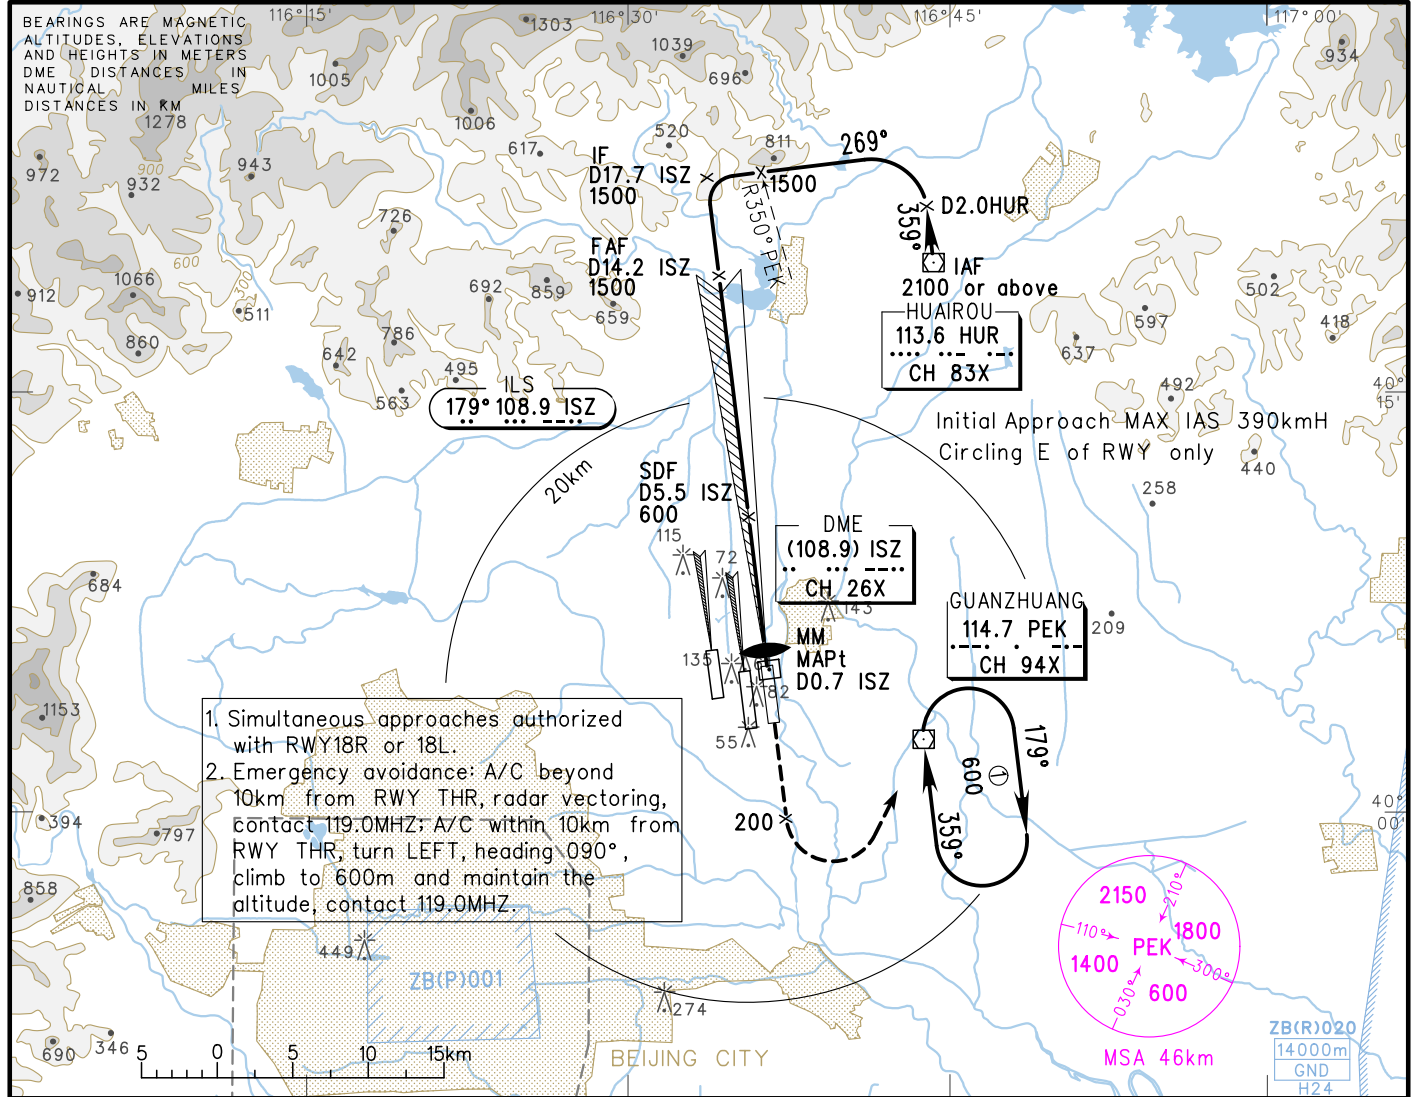 BEARINGS ARE MAGNETIC
ALTITUDES, ELEVATIONS
AND HEIGHTS IN METERS
DME DISTANCES IN
NAUTICAL MILES
DISTANCES IN KM
116°15'
116°30'
116°45'
117°00'
1303
1039
696
934
1005
1278
1006
520
617
811
972
943
932
900
726
600
700
1066
912
511
860
692
859
659
786
642
495
563
502
597
418
637
492
440
258
209
40°
15'
269°
IF
D17.7 ISZ
1500
1500
R350°PEK
D2.0HUR
359°
IAF
2100 or above
HUAIROU
113.6 HUR
CH 83X
FAF
D14.2 ISZ
1500
ILS
179° 108.9 ISZ
Initial Approach MAX IAS 390kmH
Circling E of RWY only
20km
SDF
D5.5 ISZ
600
115
72
DME
(108.9) ISZ
CH 26X
143
GUANZHUANG
114.7 PEK
CH 94X
MM
MAPt
D0.7 ISZ
135
82
55
684
1153
394
797
858
690
346
1. Simultaneous approaches authorized
with RWY18R or 18L.
2. Emergency avoidance: A/C beyond
10km from RWY THR, radar vectoring,
contact 119.0MHZ; A/C within 10km from
RWY THR, turn LEFT, heading 090°,
climb to 600m and maintain the
altitude, contact 119.0MHZ.
200
179°
600
①
359°
40°
00'
449
ZB(P)001
274
BEIJING CITY
5 0 5 10 15km
2150
210°
110°
PEK
1800
1400
300°
030°
600
MSA 46km
ZB(R)020
14000m
GND
H24